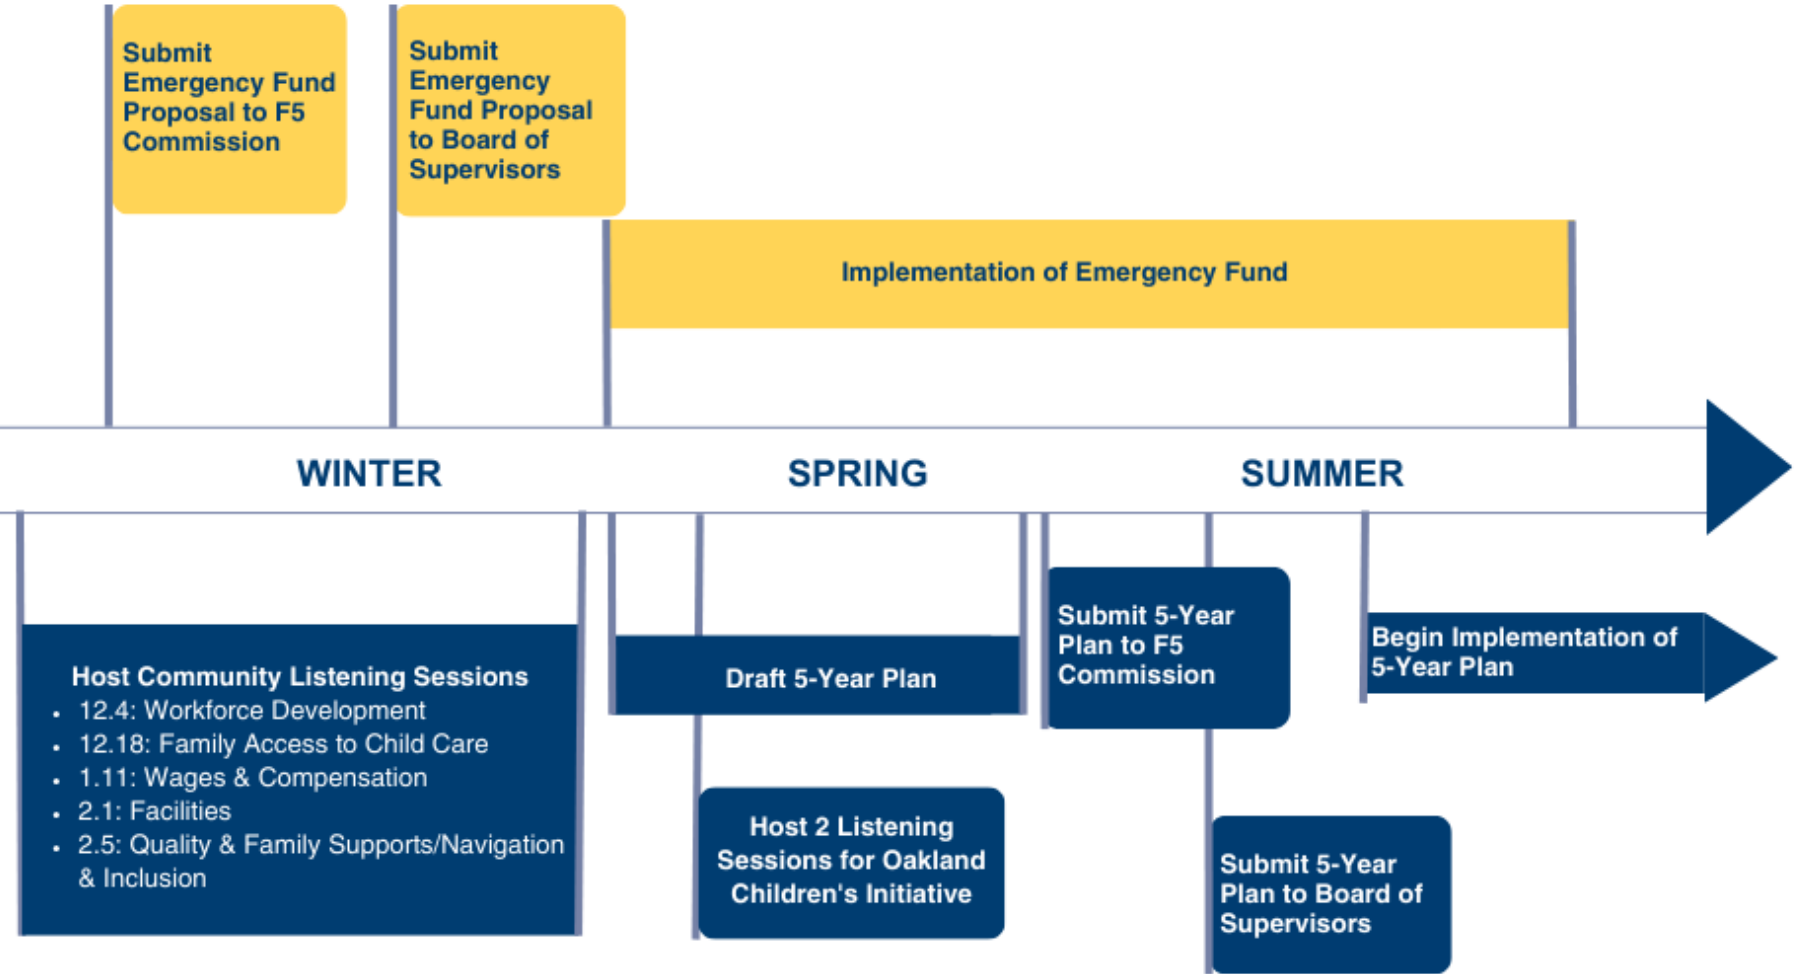 Submit
Emergency Fund
Proposal to F5
Commission
Submit
Emergency
Fund Proposal
to Board of
Supervisors
Implementation of Emergency Fund
WINTER
SPRING
SUMMER
Host Community Listening Sessions
• 12.4: Workforce Development
• 12.18: Family Access to Child Care
• 1.11: Wages & Compensation
• 2.1: Facilities
• 2.5: Quality & Family Supports/Navigation
& Inclusion
Draft 5-Year Plan
Host 2 Listening
Sessions for Oakland
Children's Initiative
Submit 5-Year
Plan to F5
Commission
Submit 5-Year
Plan to Board of
Supervisors
Begin Implementation of
5-Year Plan